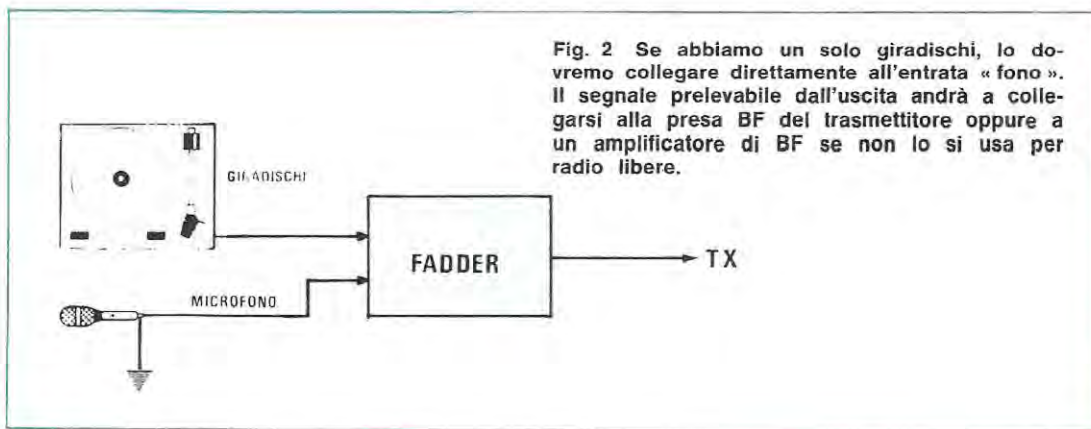 Fig. 2 Se abbiamo un solo giradischi, lo do-
vremo collegare direttamente all'entrata « fono ».
Il segnale prelevabile dall'uscita andrà a colle-
garsi alla presa BF del trasmettitore oppure a
un amplificatore di BF se non lo si usa per
radio libere.
GIRADISCHI
FADDER
TX
MICROFONO